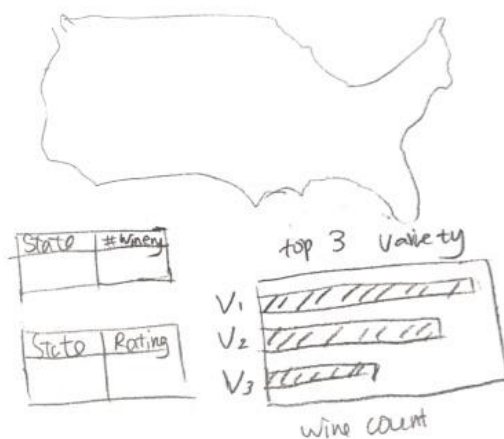 State #Winery
top 3 Variety
V1
V2
State Rating
V3
wine count